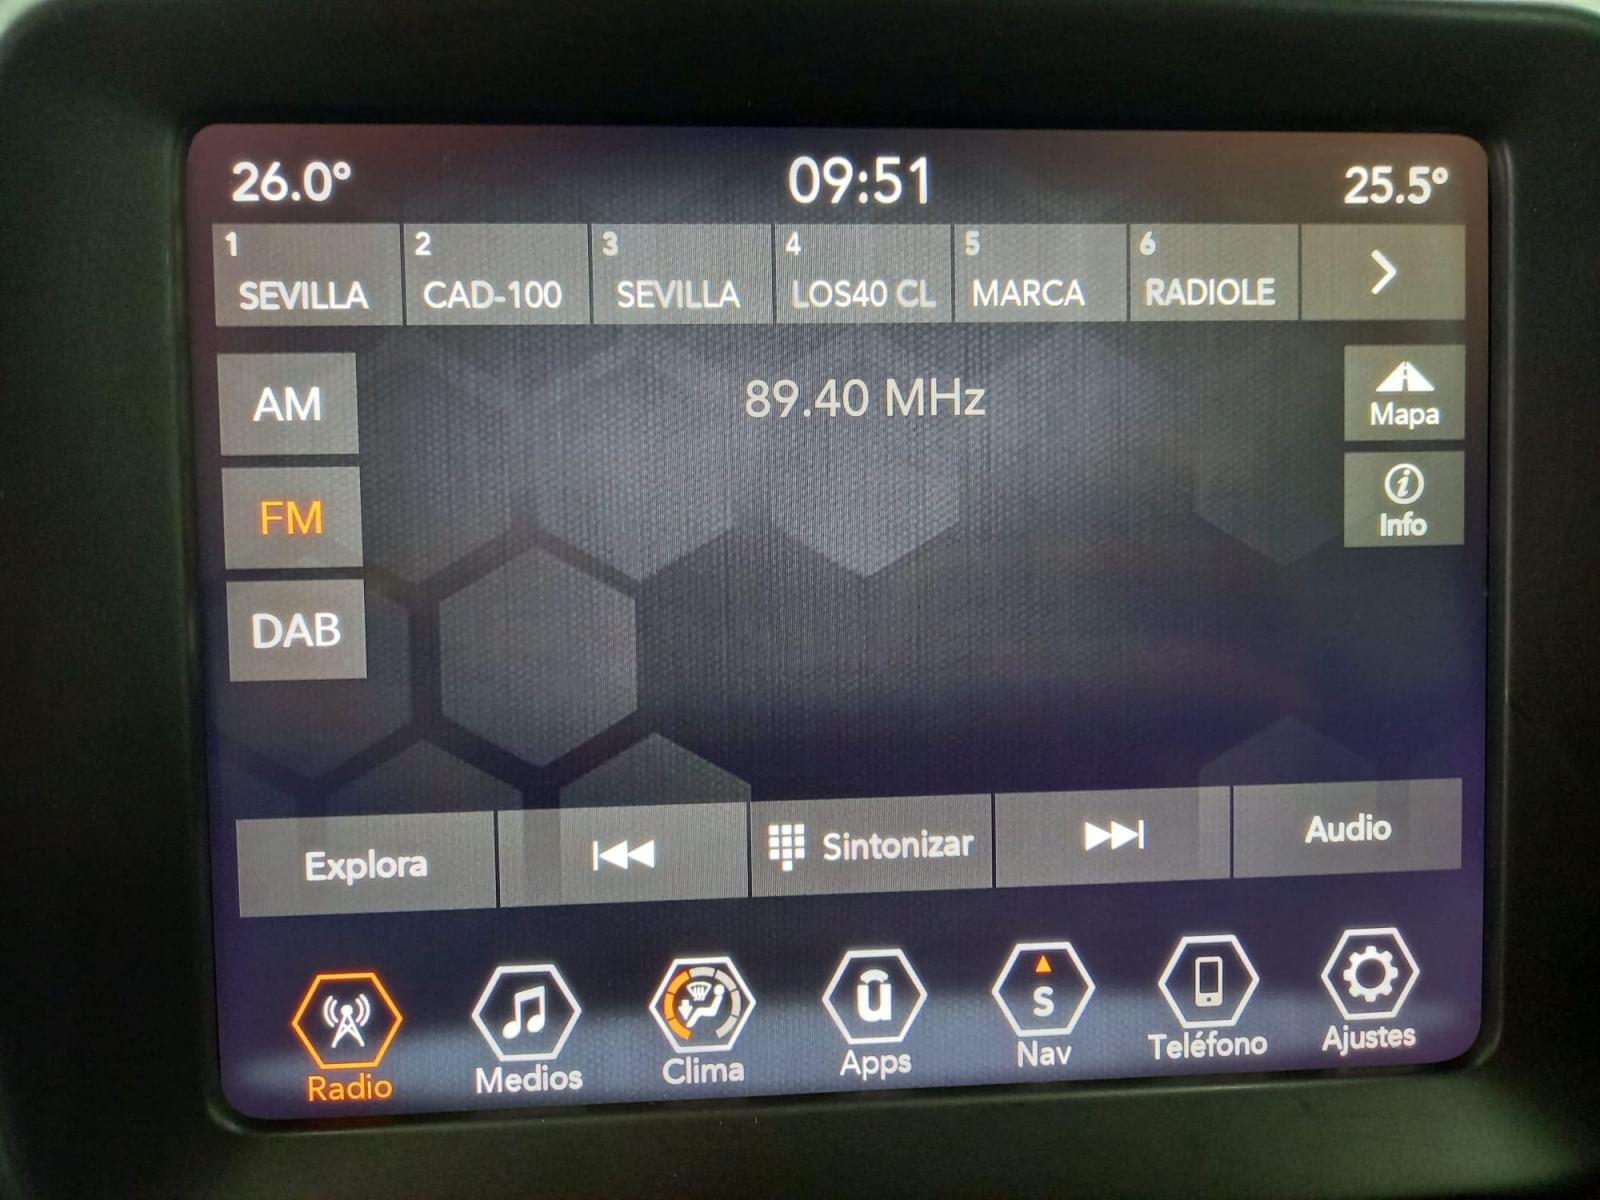 26.0° 09:51 25.5°
1 2 3 4 5 6
SEVILLA CAD-100 SEVILLA LOS40 CL MARCA RADIOLE
AM
89.40 MHz
Mapa
FM
i
Info
DAB
Explora Sintonizar Audio
u S
Radio Medios Clima Apps Nav Teléfono Ajustes